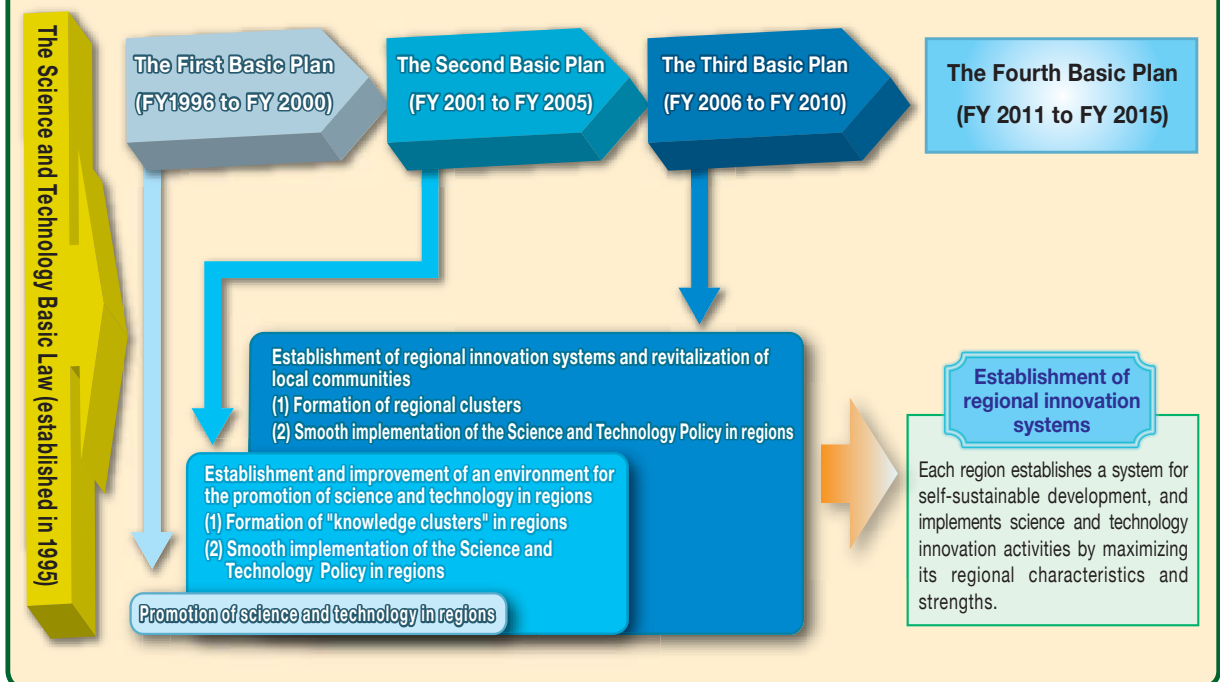 The Science and Technology Basic Law (established in 1995)
The First Basic Plan
(FY1996 to FY 2000)
The Second Basic Plan
(FY 2001 to FY 2005)
The Third Basic Plan
(FY 2006 to FY 2010)
The Fourth Basic Plan
(FY 2011 to FY 2015)
Establishment of regional innovation systems and revitalization of
local communities
(1) Formation of regional clusters
(2) Smooth implementation of the Science and Technology Policy in regions
Establishment and improvement of an environment for
the promotion of science and technology in regions
(1) Formation of "knowledge clusters" in regions
(2) Smooth implementation of the Science and
Technology Policy in regions
Promotion of science and technology in regions
Establishment of
regional innovation
systems
Each region establishes a system for
self-sustainable development, and
implements science and technology
innovation activities by maximizing
its regional characteristics and
strengths.